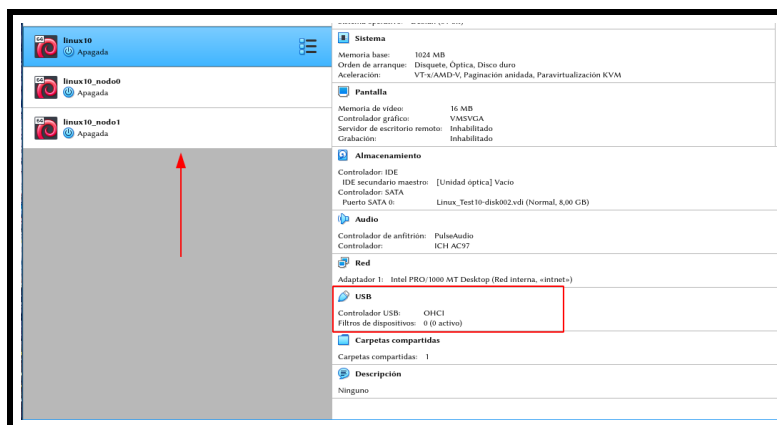 linux10
Apagada
linux10_nodo0
Apagada
linux10_nodo1
Apagada
Sistema
Memoria base: 1024 MB
Orden de arranque: Disquete, Óptica, Disco duro
Aceleración: VT-x/AMD-V, Paginación anidada, Paravirtualización KVM
Pantalla
Memoria de vídeo: 16 MB
Controlador gráfico: VMSVGA
Servidor de escritorio remoto: Inhabilitado
Grabación: Inhabilitado
Almacenamiento
Controlador: IDE
IDE secundario maestro: [Unidad óptica] Vacío
Controlador: SATA
Puerto SATA 0: Linux_Test10-disk002.vdi (Normal, 8,00 GB)
Audio
Controlador de anfitrión: PulseAudio
Controlador: ICH AC97
Red
Adaptador 1: Intel PRO/1000 MT Desktop (Red interna, «intnet»)
USB
Controlador USB: OHCI
Filtros de dispositivos: 0 (0 activo)
Carpetas compartidas
Carpetas compartidas: 1
Descripción
Ninguno